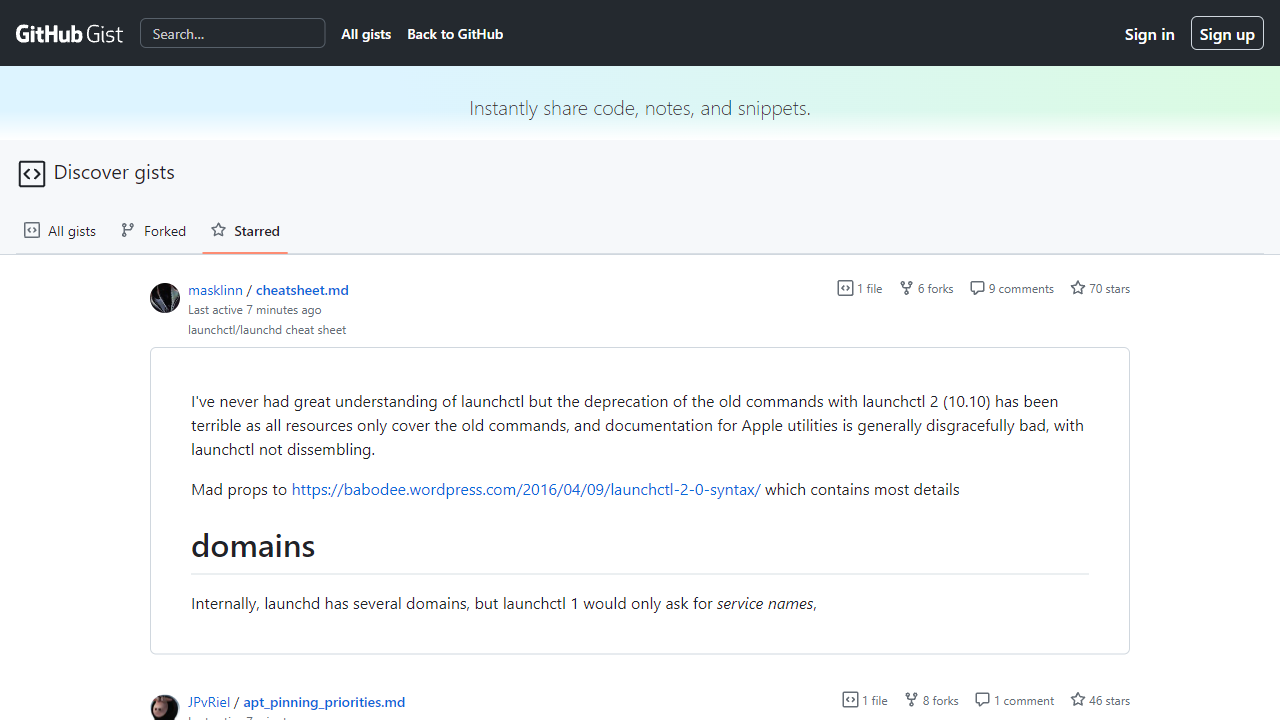 GitHub Gist
Search...
All gists
Back to GitHub
Sign in
Sign up
Instantly share code, notes, and snippets.
Discover gists
All gists
Forked
Starred
masklinn / cheatsheet.md
Last active 7 minutes ago
launchctl/launchd cheat sheet
1 file
6 forks
9 comments
70 stars
I've never had great understanding of launchctl but the deprecation of the old commands with launchctl 2 (10.10) has been
terrible as all resources only cover the old commands, and documentation for Apple utilities is generally disgracefully bad, with
launchctl not dissembling.
Mad props to https://babodee.wordpress.com/2016/04/09/launchctl-2-0-syntax/ which contains most details
domains
Internally, launchd has several domains, but launchctl 1 would only ask for service names,
JPvRiel / apt_pinning_priorities.md
1 file
8 forks
1 comment
46 stars